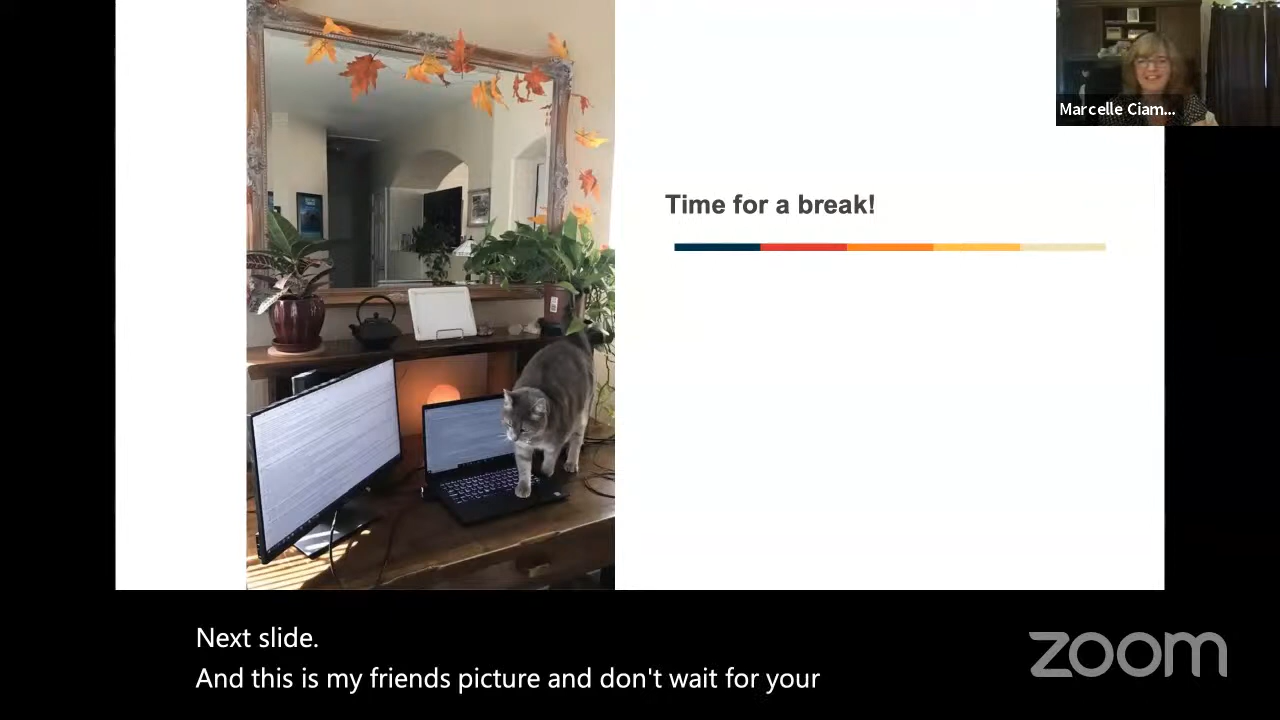 Marcelle Ciam...
Time for a break!
Next slide.
And this is my friends picture and don't wait for your
zoom